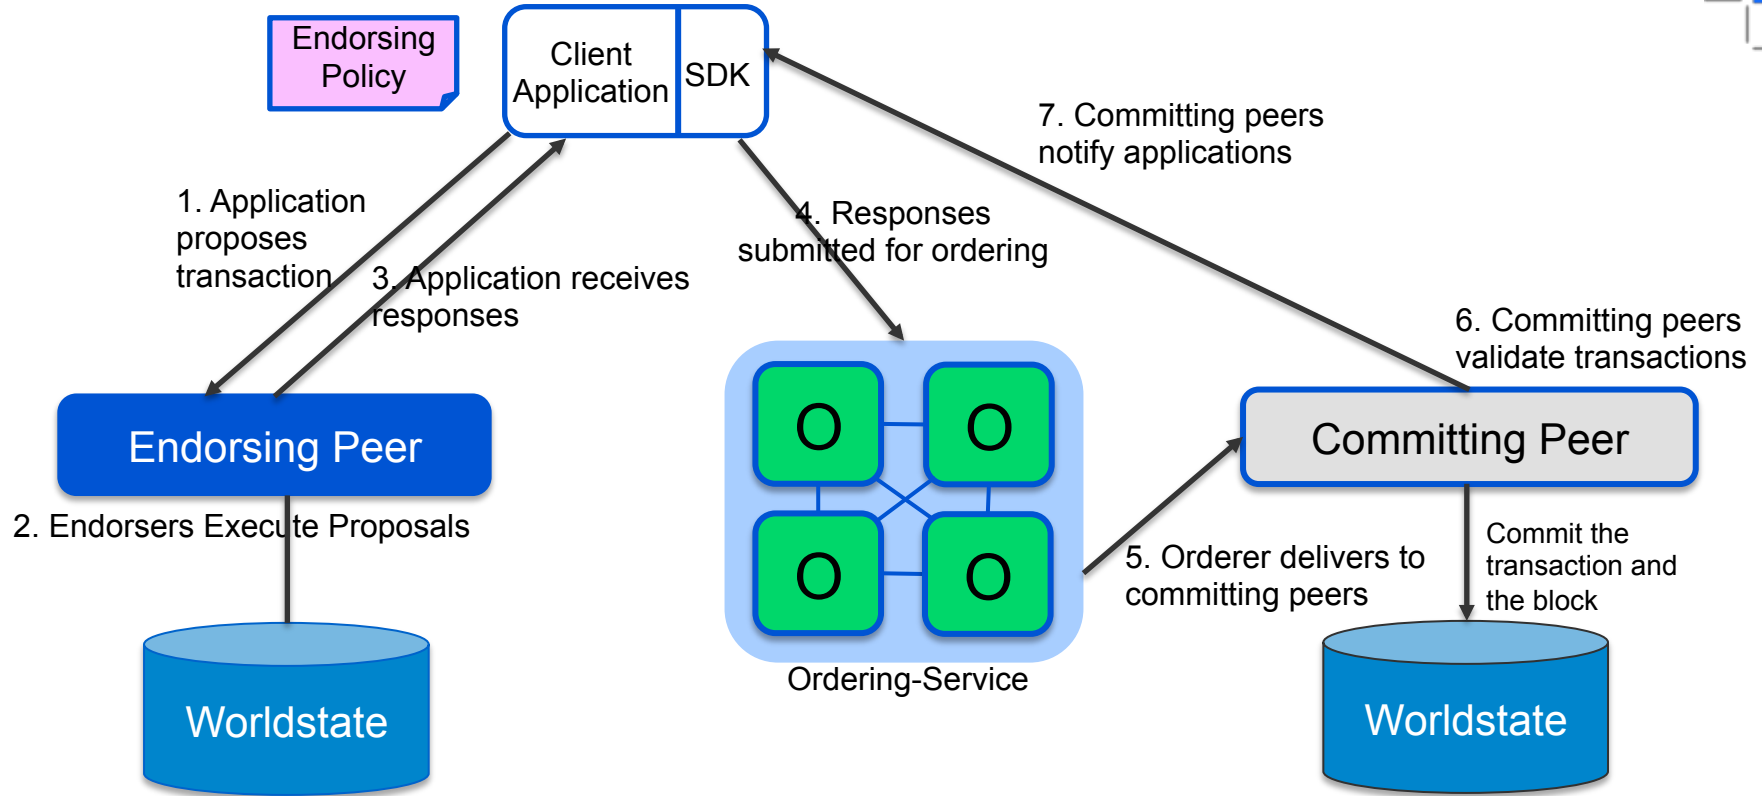 Endorsing
Policy
Client
Application
SDK
7. Committing peers
notify applications
1. Application
proposes
transaction
3. Application receives
responses
4. Responses
submitted for ordering
6. Committing peers
validate transactions
Endorsing Peer
O
O
O
O
Committing Peer
2. Endorsers Execute Proposals
5. Orderer delivers to
committing peers
Commit the
transaction and
the block
Ordering-Service
Worldstate
Worldstate